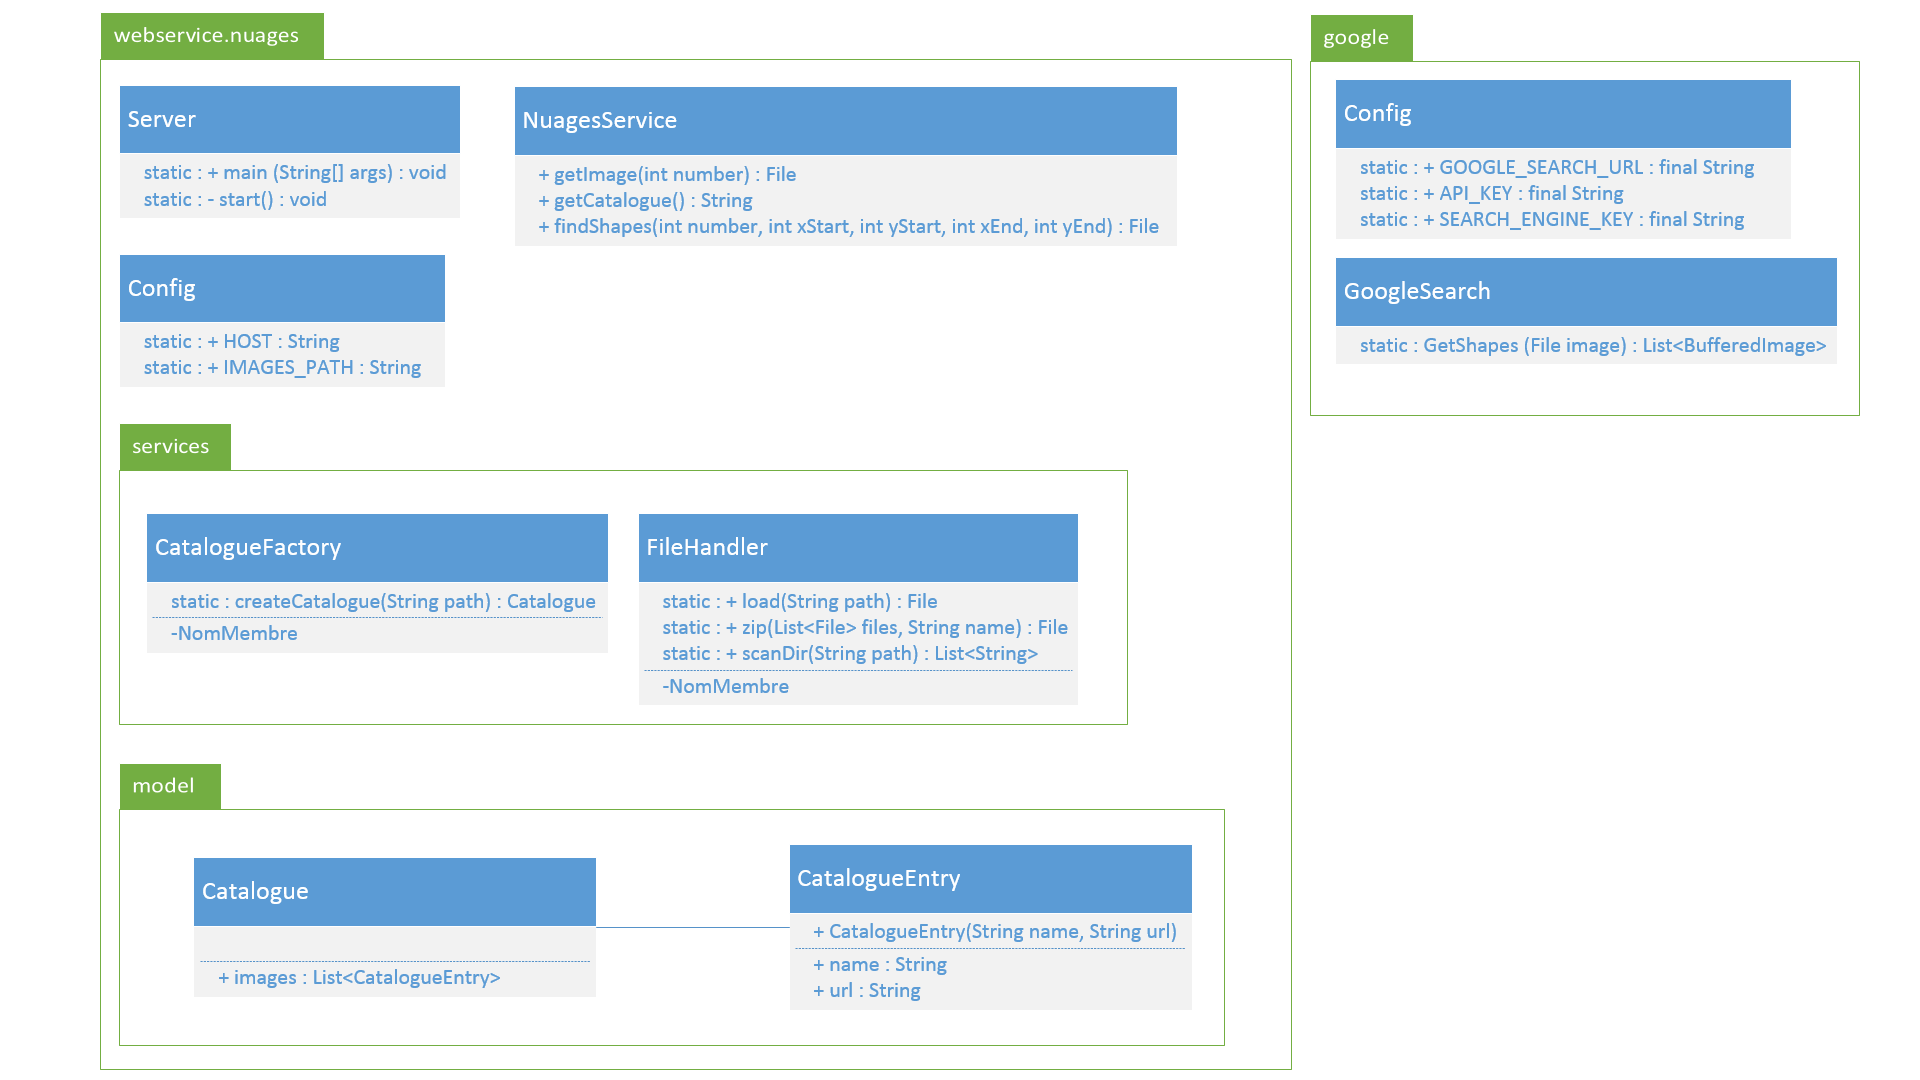 webservice.nuages
Server
static : + main (String[] args) : void
static : - start() : void
NuagesService
+ getImage(int number) : File
+ getCatalogue() : String
+ findShapes(int number, int xStart, int yStart, int xEnd, int yEnd) : File
Config
static : + HOST : String
static : + IMAGES_PATH : String
services
CatalogueFactory
static : createCatalogue(String path) : Catalogue
-NomMembre
FileHandler
static : + load(String path) : File
static : + zip(List<File> files, String name) : File
static : + scanDir(String path) : List<String>
-NomMembre
model
Catalogue
+ images : List<CatalogueEntry>
CatalogueEntry
+ CatalogueEntry(String name, String url)
+ name : String
+ url : String
google
Config
static : + GOOGLE_SEARCH_URL : final String
static : + API_KEY : final String
static : + SEARCH_ENGINE_KEY : final String
GoogleSearch
static : GetShapes (File image) : List<BufferedImage>